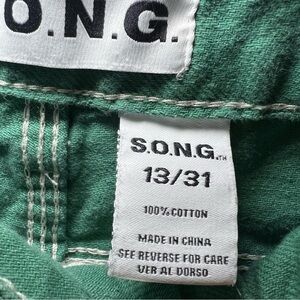 O.N.G.
S.O.N.G.™
13/31
100% COTTON
MADE IN CHINA
SEE REVERSE FOR CARE
VER AL DORSO